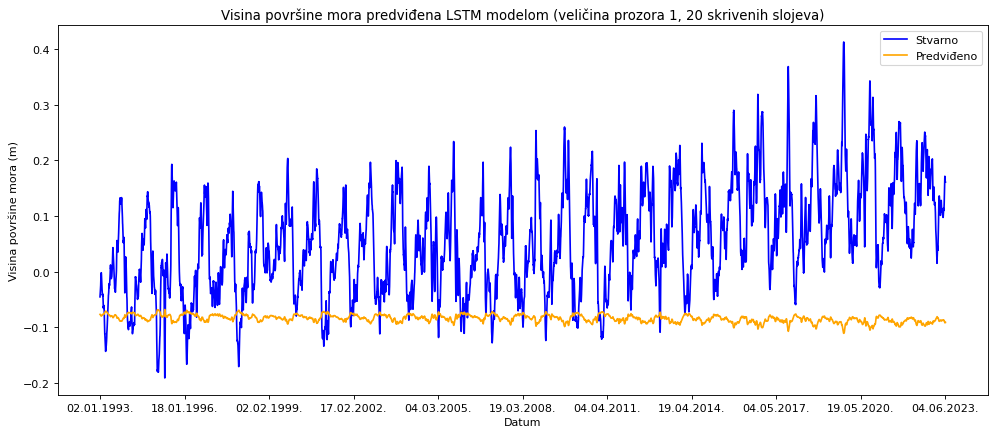 Visina površine mora predviđena LSTM modelom (veličina prozora 1, 20 skrivenih slojeva)
Stvarno
Predviđeno
Visina površine mora (m)
0.4
0.3
0.2
0.1
0.0
−0.1
−0.2
02.01.1993. 18.01.1996. 02.02.1999. 17.02.2002. 04.03.2005. 19.03.2008. 04.04.2011. 19.04.2014. 04.05.2017. 19.05.2020. 04.06.2023.
Datum